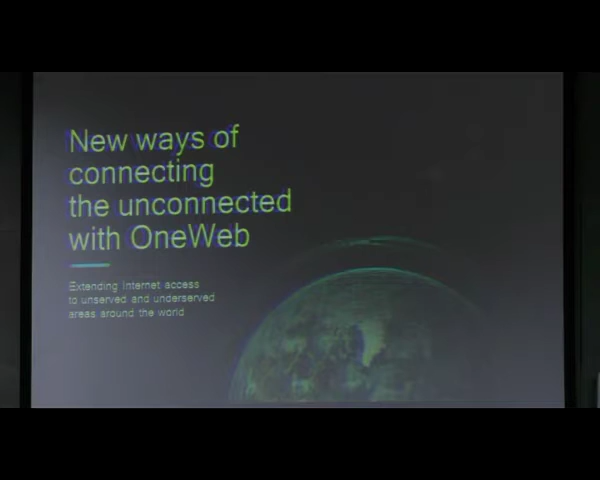 New ways of
connecting
the unconnected
with OneWeb
Extending Internet access
to unserved and underserved
areas around the world